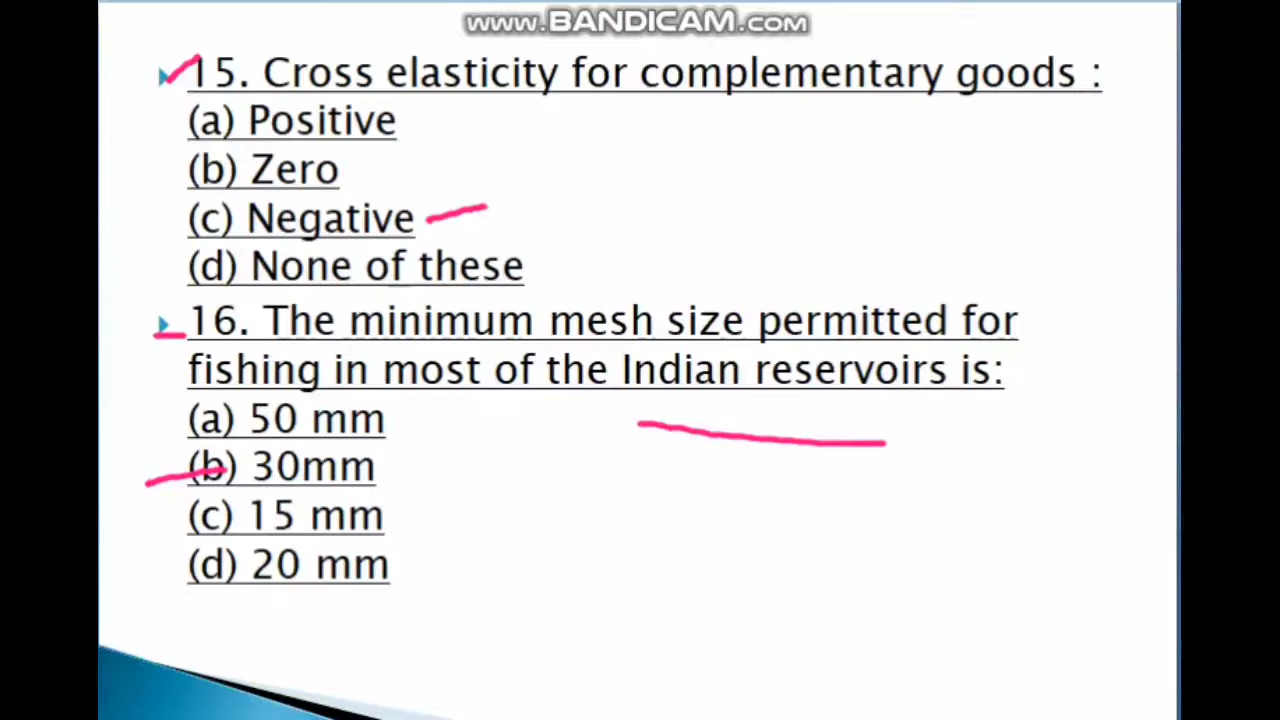 WWW.BANDICAM.COM
15. Cross elasticity for complementary goods :
(a) Positive
(b) Zero
(c) Negative
(d) None of these
16. The minimum mesh size permitted for
fishing in most of the Indian reservoirs is:
(a) 50 mm
(b) 30mm
(c) 15 mm
(d) 20 mm